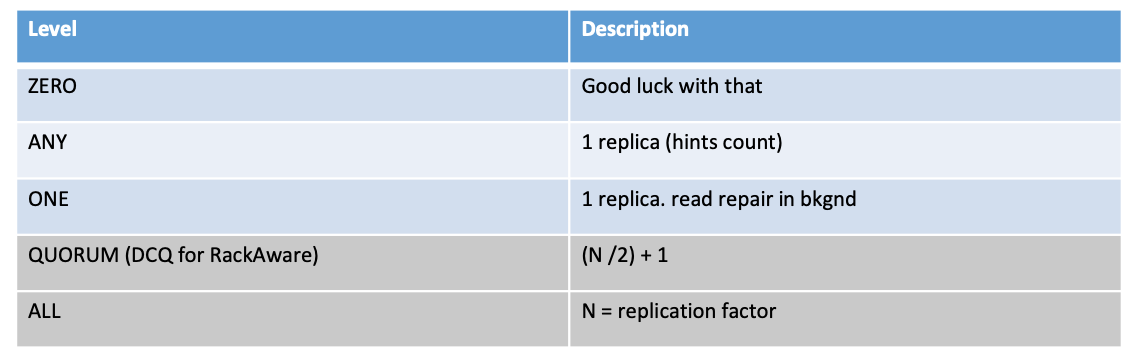 Level Description
ZERO Good luck with that
ANY 1 replica (hints count)
ONE 1 replica. read repair in bkgnd
QUORUM (DCQ for RackAware) (N /2) + 1
ALL N = replication factor